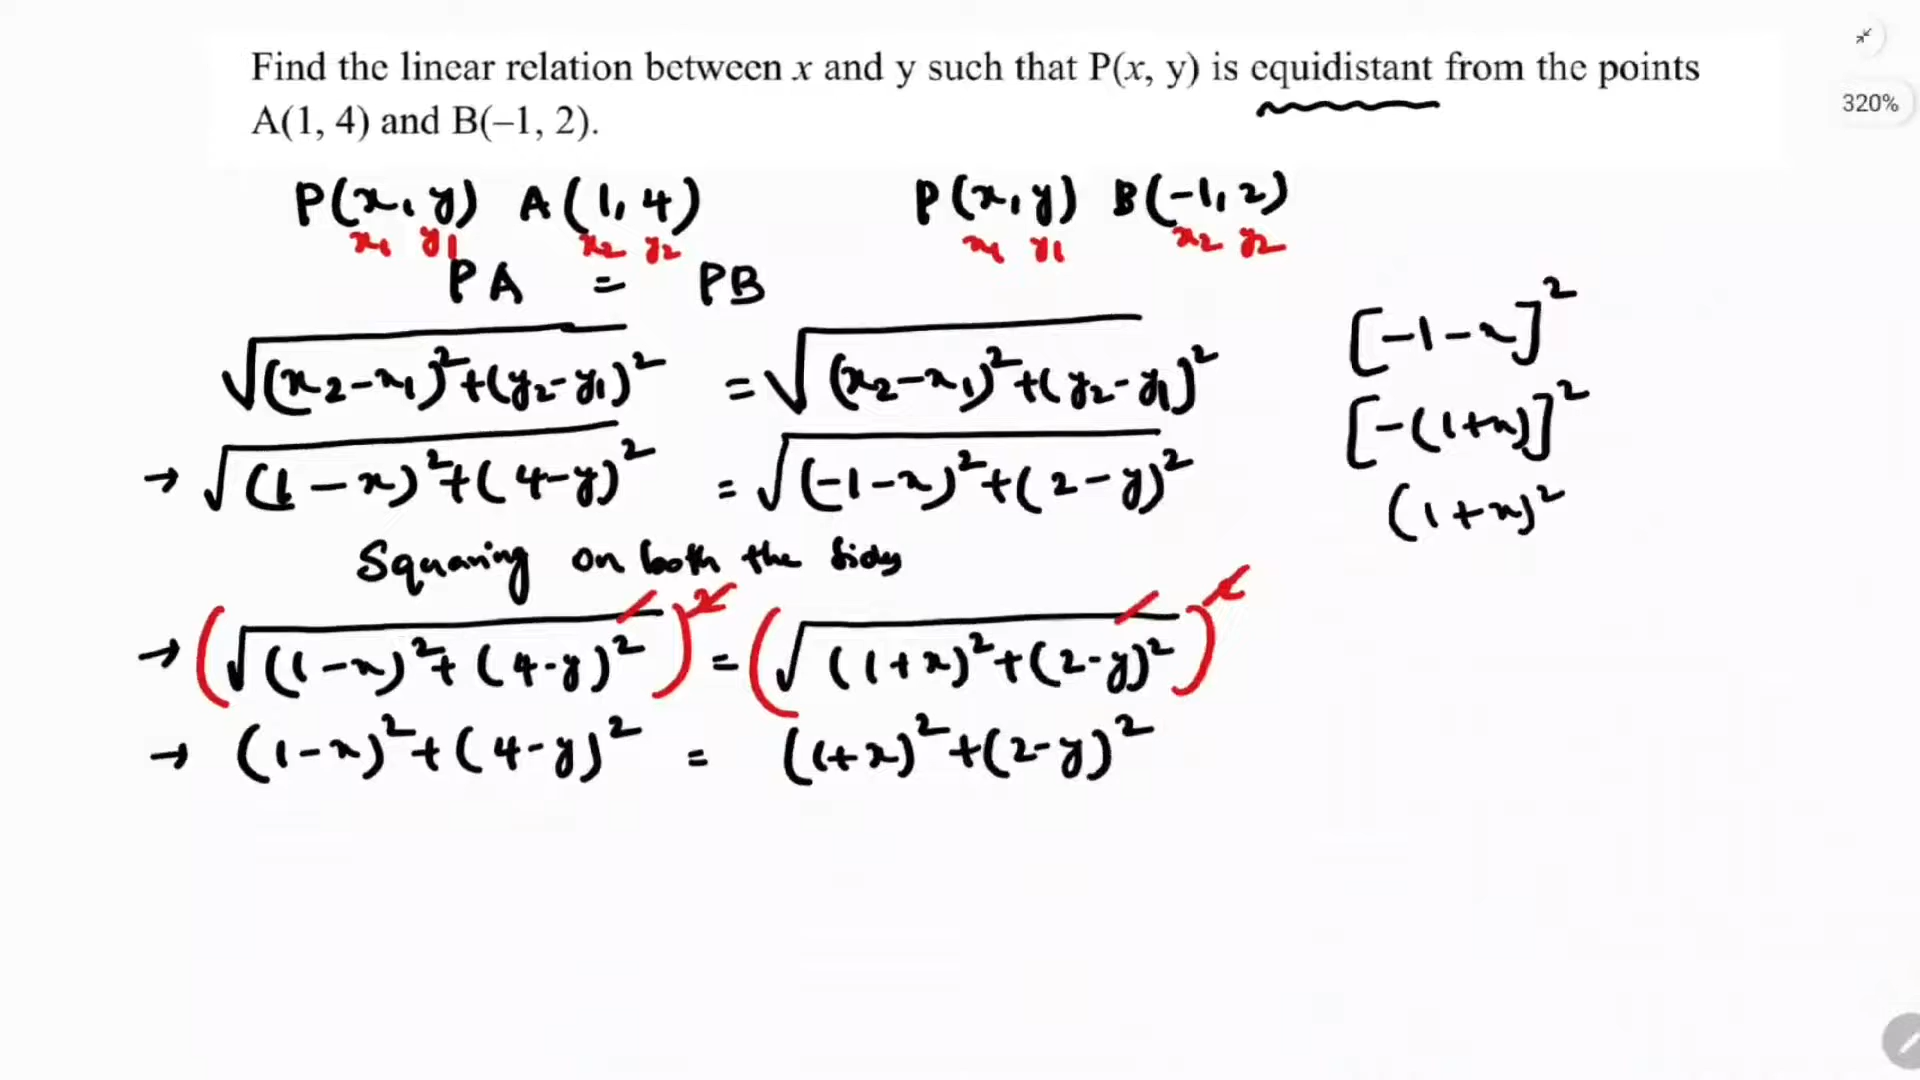 Find the linear relation between x and y such that P(x, y) is equidistant from the points
A(1, 4) and B(–1, 2).
320%
P(x, y) A(1, 4) P(x, y) B(-1, 2)
x₁ y₁ x₂ y₂ x₁ y₁ x₂ y₂
PA = PB
√(x₂-x₁)²+(y₂-y₁)² = √(x₂-x₁)²+(y₂-y₁)²
[-1-x]²
[-(1+x)]²
→ √(1-x)²+(4-y)² = √(-1-x)²+(2-y)²
(1+x)²
Squaring on both the sides
→ (√(1-x)²+(4-y)²)² = (√(1+x)²+(2-y)²)²
→ (1-x)²+(4-y)² = (1+x)²+(2-y)²